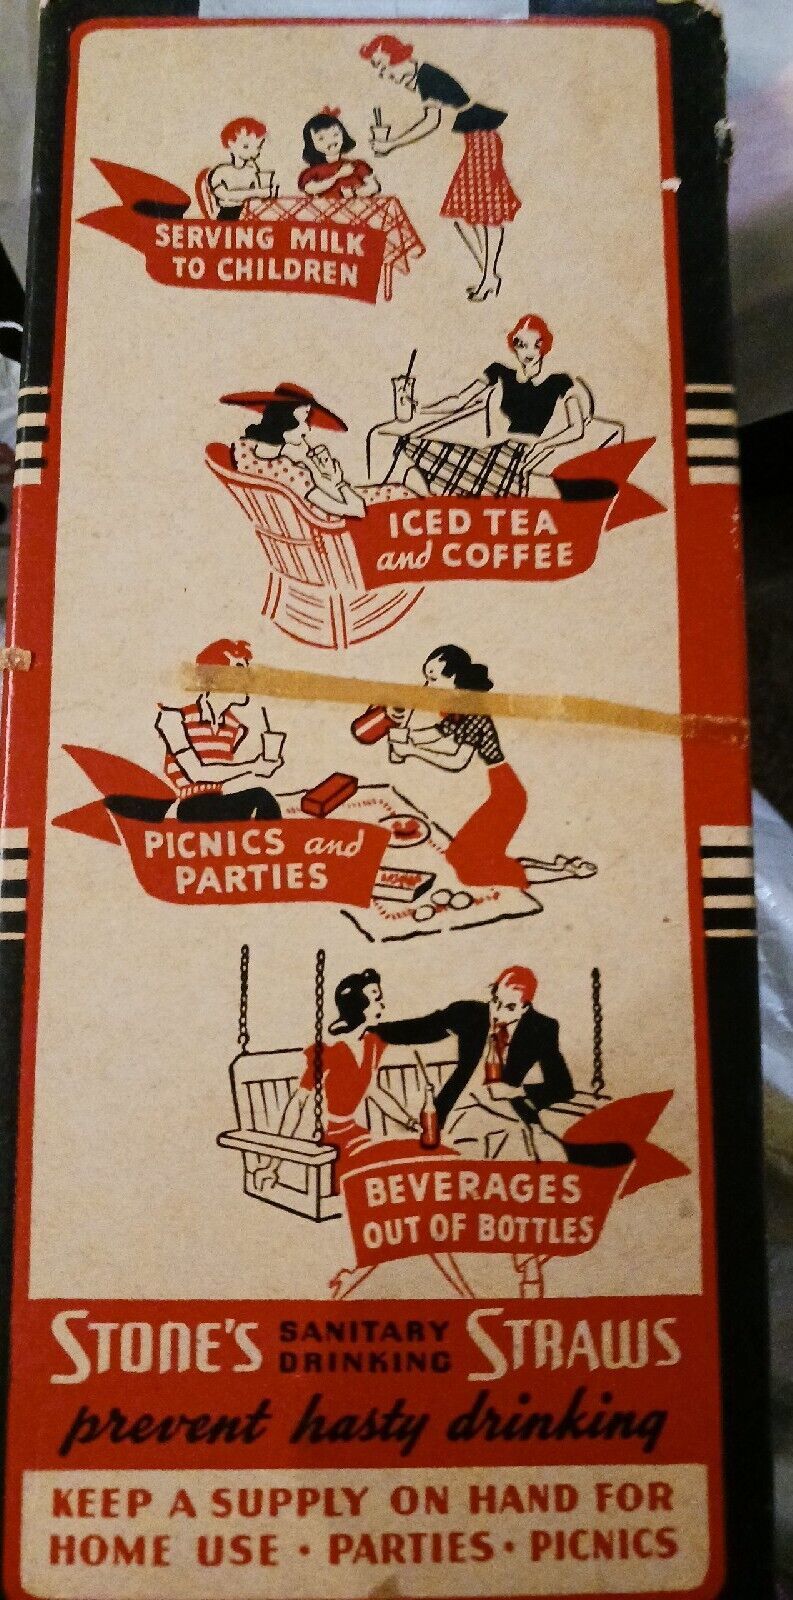 SERVING MILK
TO CHILDREN
ICED TEA
and COFFEE
PICNICS and
PARTIES
BEVERAGES
OUT OF BOTTLES
STONE'S SANITARY DRINKING STRAWS
prevent hasty drinking
KEEP A SUPPLY ON HAND FOR
HOME USE · PARTIES · PICNICS